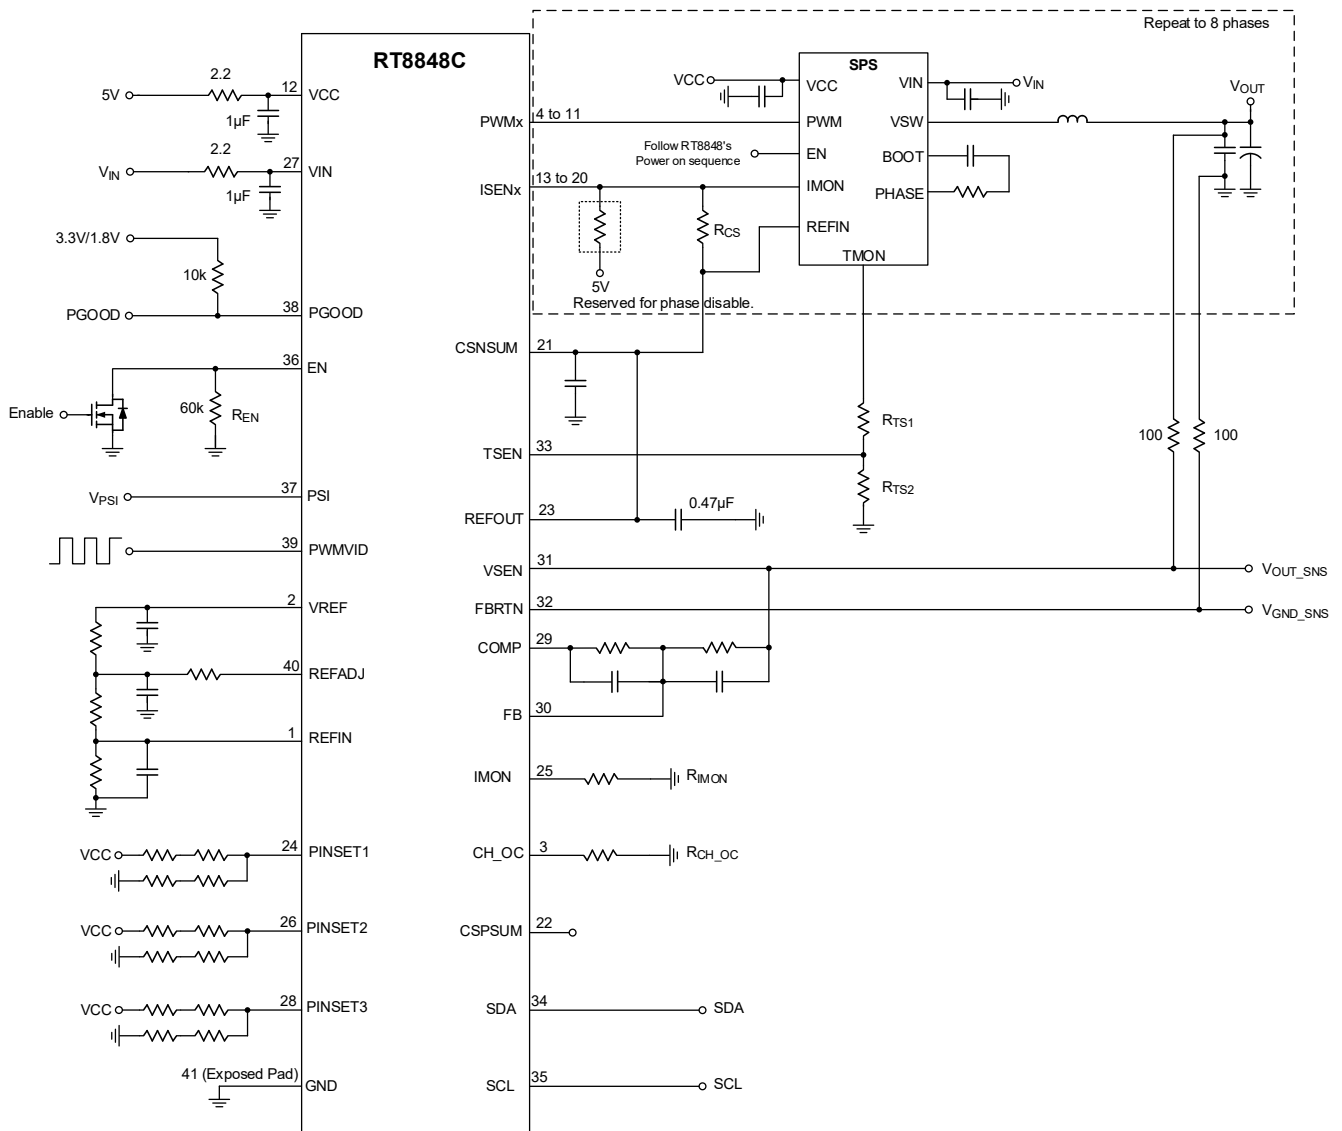 Repeat to 8 phases
RT8848C
SPS
5V
2.2
1µF
12
VCC
VIN
2.2
1µF
27
VIN
3.3V/1.8V
10k
PGOOD
38
PGOOD
36
EN
Enable
60k
REN
VPSI
37
PSI
39
PWMVID
2
VREF
40
REFADJ
1
REFIN
VCC
24
PINSET1
VCC
26
PINSET2
VCC
28
PINSET3
41 (Exposed Pad)
GND
PWMx
4 to 11
ISENx
13 to 20
VCC
VCC
PWM
Follow RT8848's
Power on sequence
EN
IMON
REFIN
TMON
VIN
VIN
VSW
BOOT
PHASE
VOUT
RCS
5V
Reserved for phase disable.
CSNSUM
21
TSEN
33
RTS1
RTS2
100
100
REFOUT
23
0.47µF
VSEN
31
VOUT_SNS
FBRTN
32
VGND_SNS
COMP
29
FB
30
IMON
25
RIMON
CH_OC
3
RCH_OC
CSPSUM
22
SDA
34
SDA
SCL
35
SCL